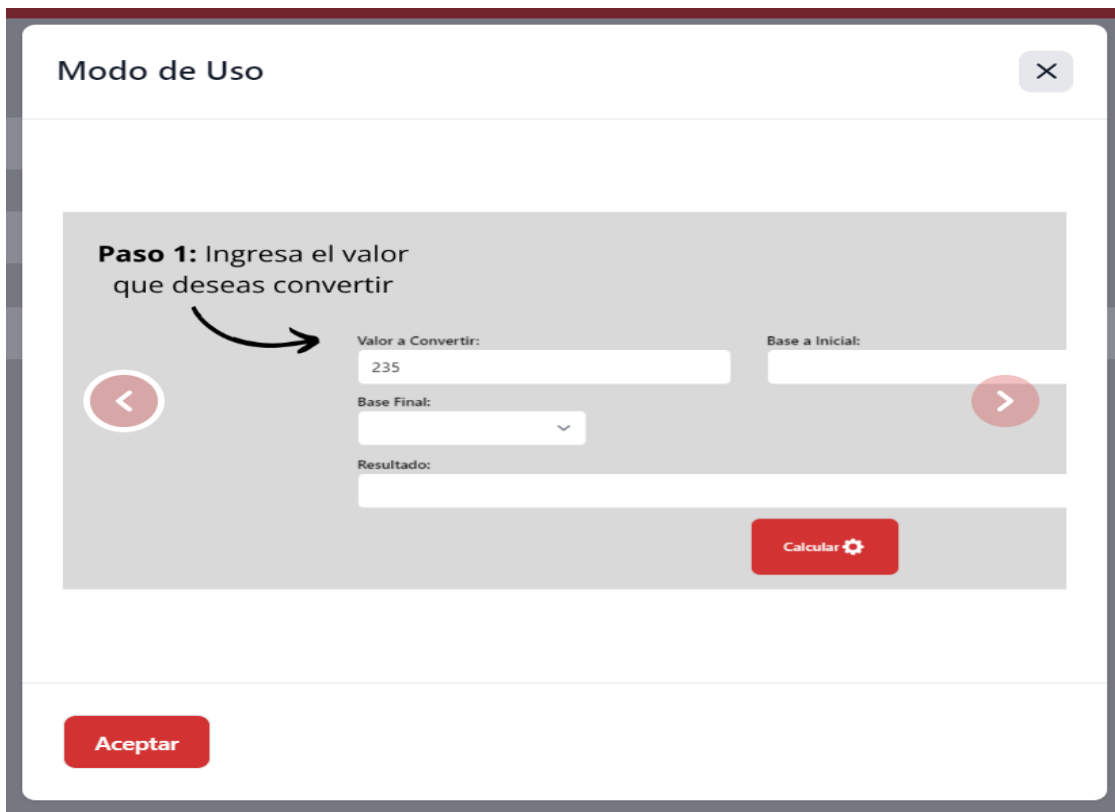 Modo de Uso
Paso 1: Ingresa el valor
que deseas convertir
Valor a Convertir:
Base a Inicial:
235
Base Final:
Resultado:
Calcular
Aceptar